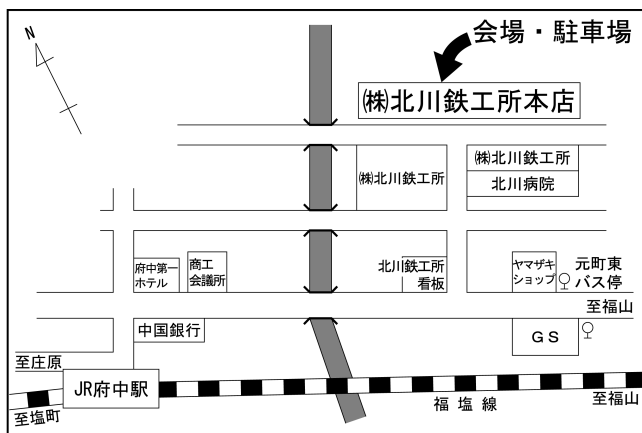 N
会場・駐車場
㈱北川鉄工所本店
㈱北川鉄工所
㈱北川鉄工所
北川病院
府中第一
ホテル
商工
会議所
北川鉄工所
看板
ヤマザキ
ショップ
元町東
バス停
至福山
中国銀行
GS
至庄原
JR府中駅
至塩町
福塩線
至福山